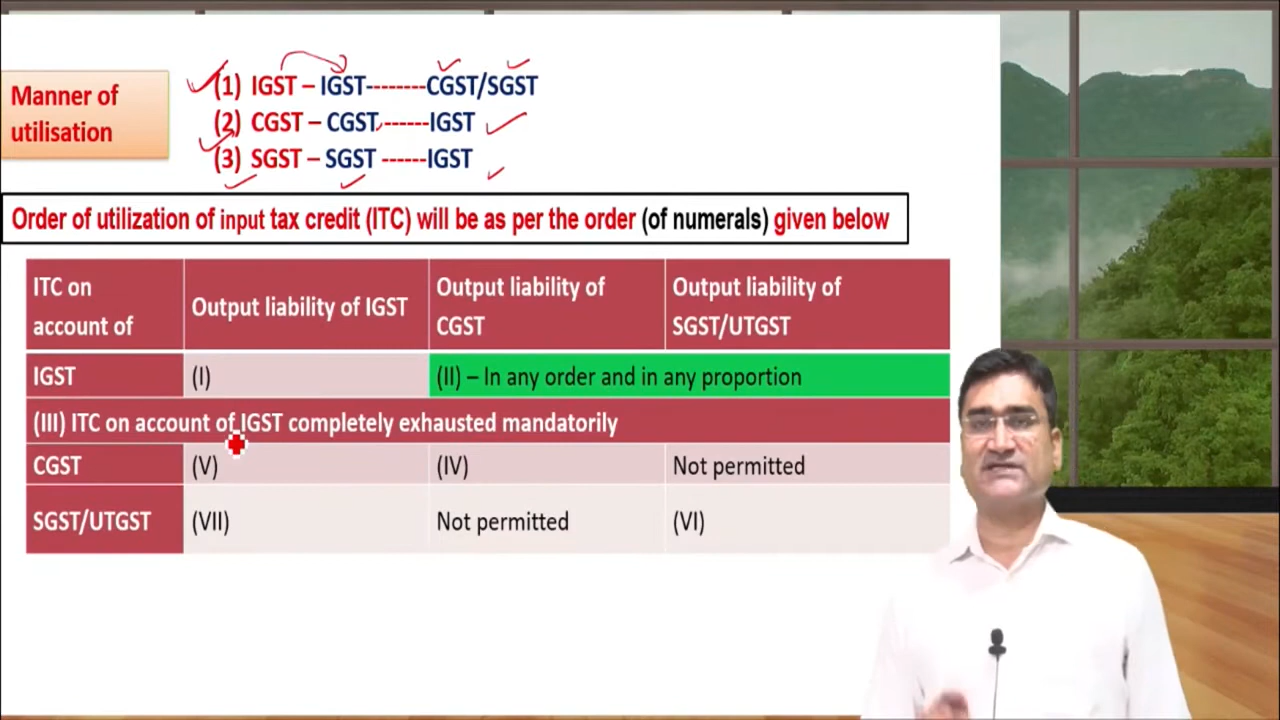 Manner of
utilisation
(1) IGST – IGST--------CGST/SGST
(2) CGST – CGST.------IGST
(3) SGST – SGST ------IGST
Order of utilization of input tax credit (ITC) will be as per the order (of numerals) given below
ITC on
account of
Output liability of IGST
Output liability of
CGST
Output liability of
SGST/UTGST
IGST
(I)
(II) – In any order and in any proportion
(III) ITC on account of IGST completely exhausted mandatorily
CGST
(V)
(IV)
Not permitted
SGST/UTGST
(VII)
Not permitted
(VI)